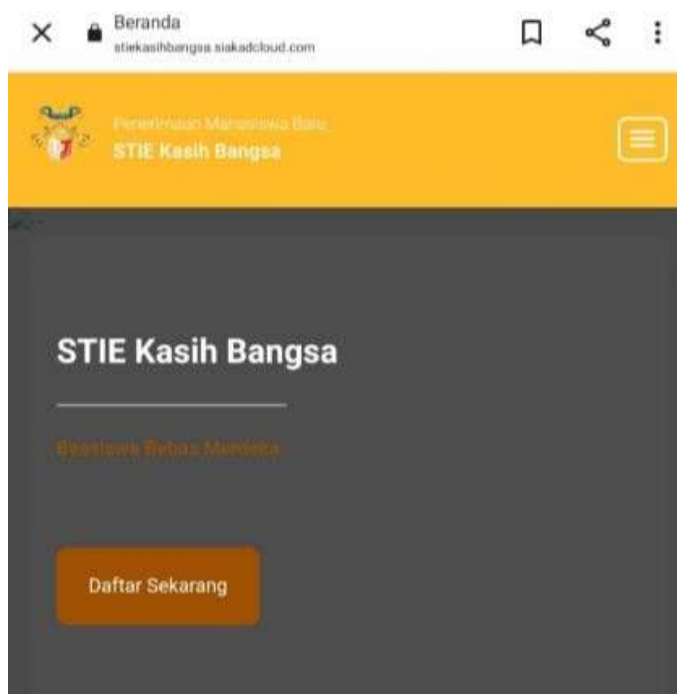 Beranda
stiekasihbangsa.siakadcloud.com
Penerimaan Mahasiswa Baru
STIE Kasih Bangsa
STIE Kasih Bangsa
Beasiswa Bebas Merdeka
Daftar Sekarang